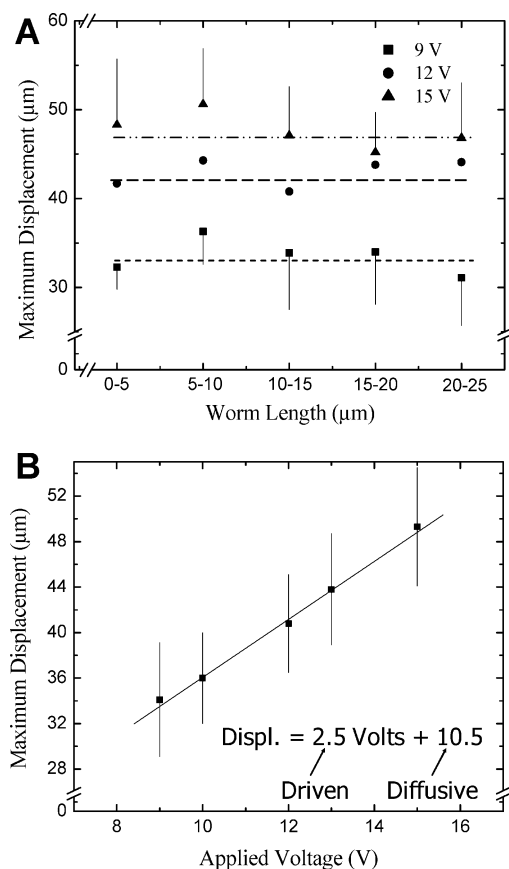 A
60
50
40
30
0
Maximum Displacement (µm)
9 V
12 V
15 V
0-5 5-10 10-15 15-20 20-25
Worm Length (µm)
B
52
48
44
40
36
32
28
0
Maximum Displacement (µm)
Displ. = 2.5 Volts + 10.5
Driven Diffusive
8 10 12 14 16
Applied Voltage (V)